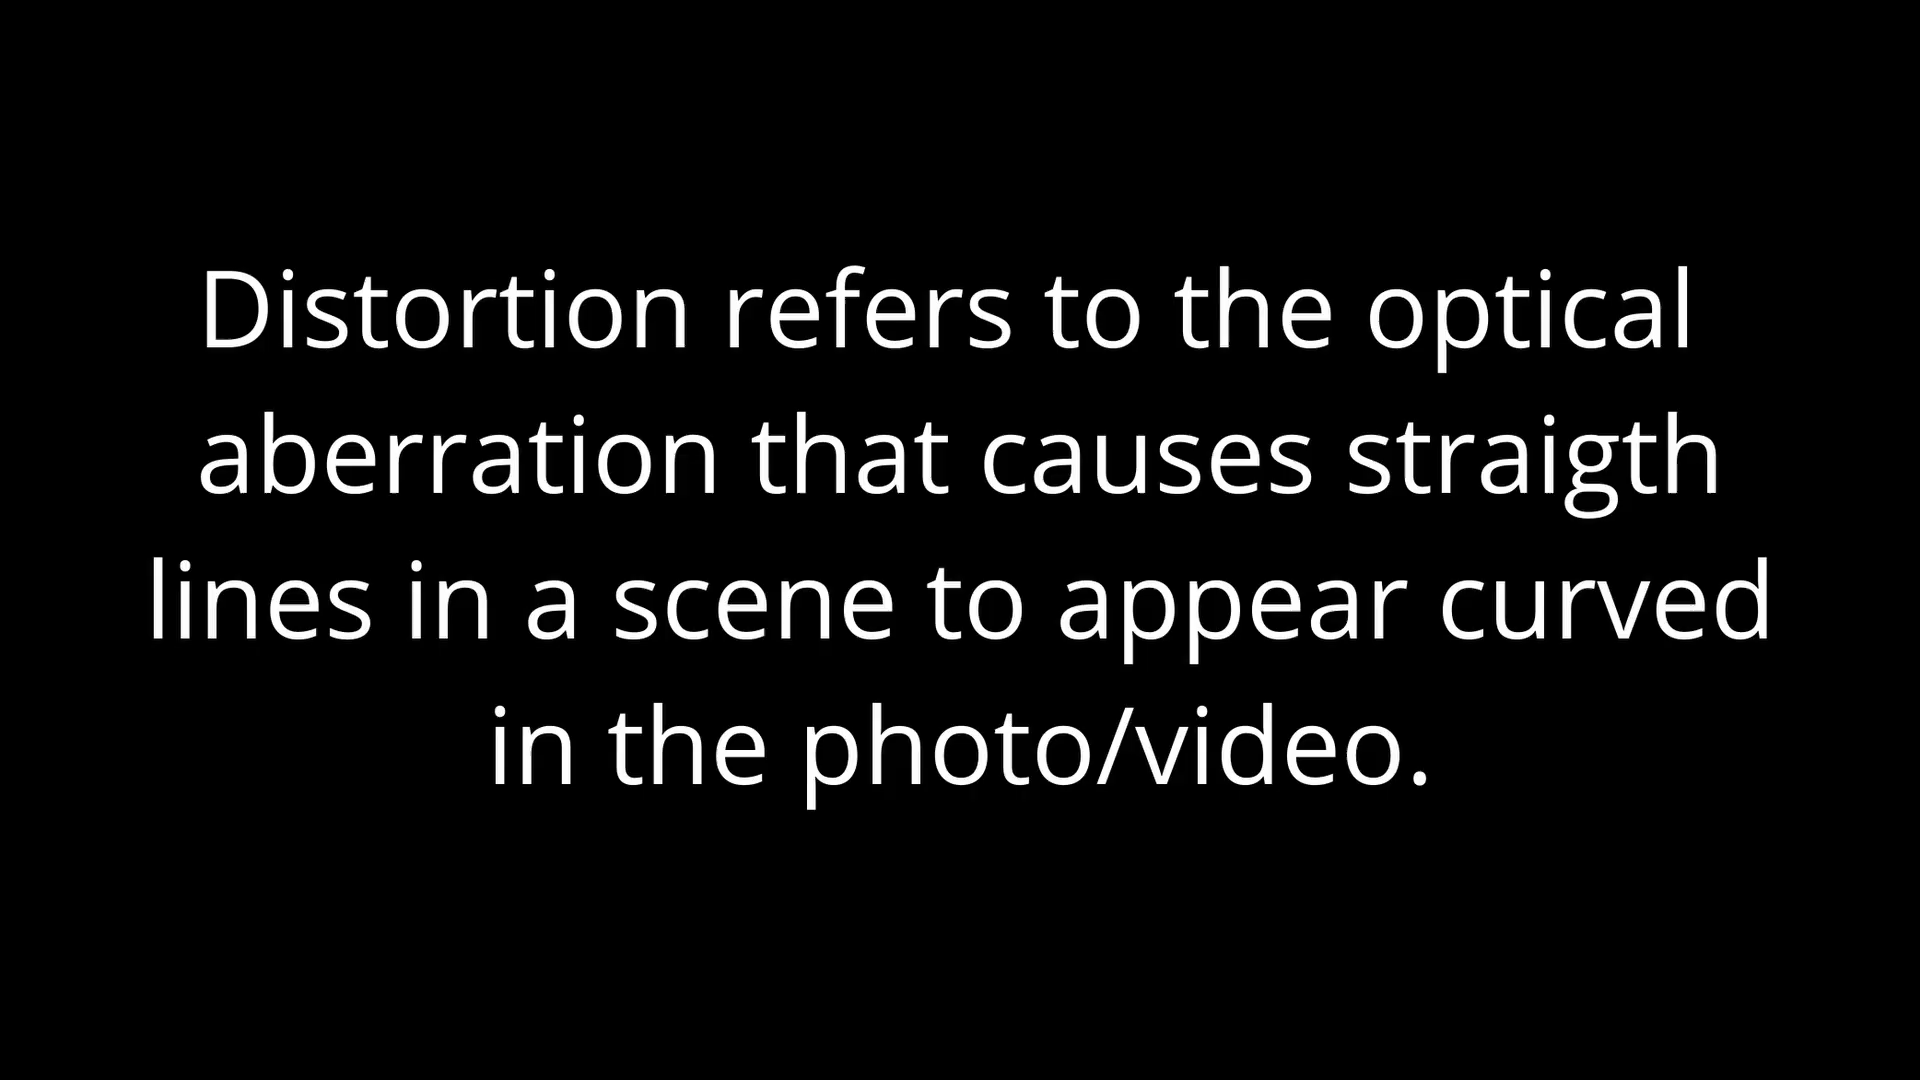 Distortion refers to the optical
aberration that causes straigth
lines in a scene to appear curved
in the photo/video.